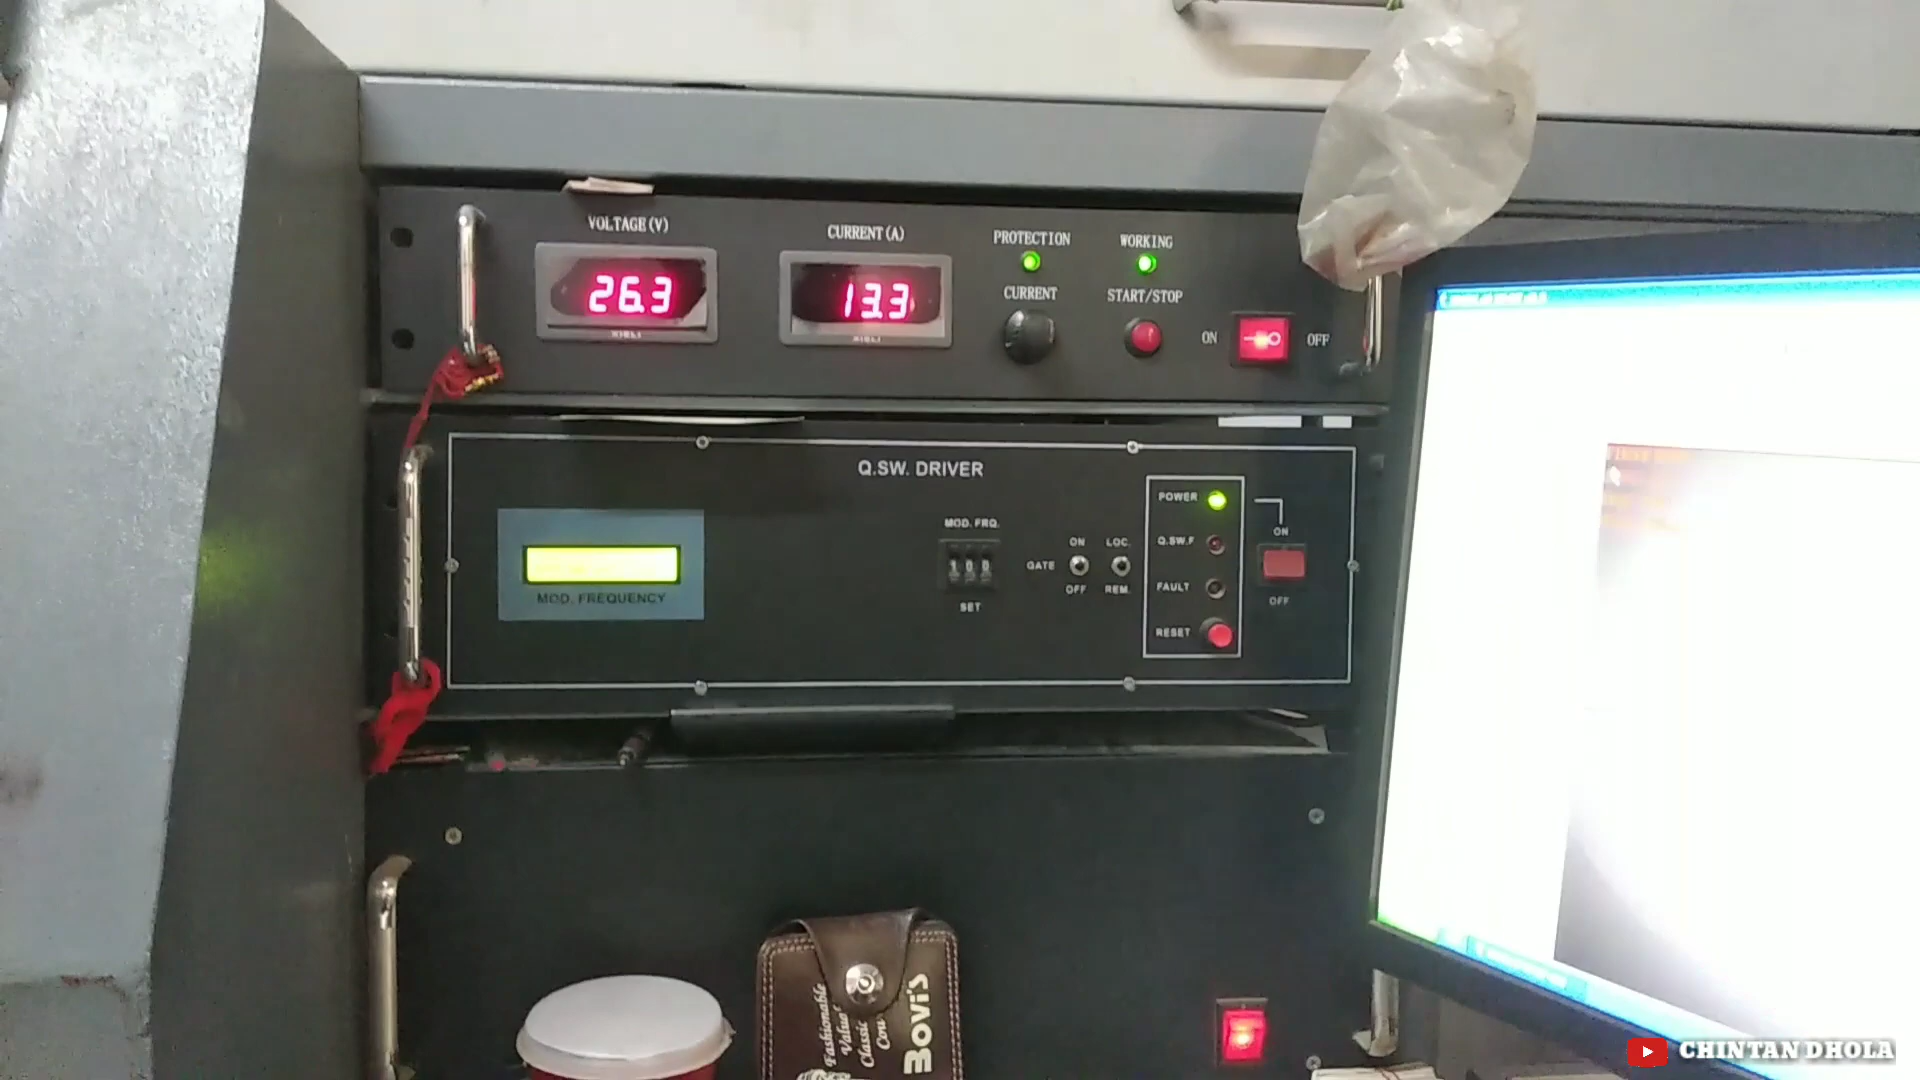 VOLTAGE(V)
CURRENT(A)
PROTECTION
WORKING
26.3
13.3
CURRENT
START/STOP
ON
OFF
Q.SW. DRIVER
MOD. FREQUENCY
MOD. FRQ.
100
SET
GATE
ON
OFF
LOC.
REM.
POWER
Q.SW.F
FAULT
RESET
ON
OFF
Fashionable
Value
Classic
Bovi's
CHINTAN DHOLA